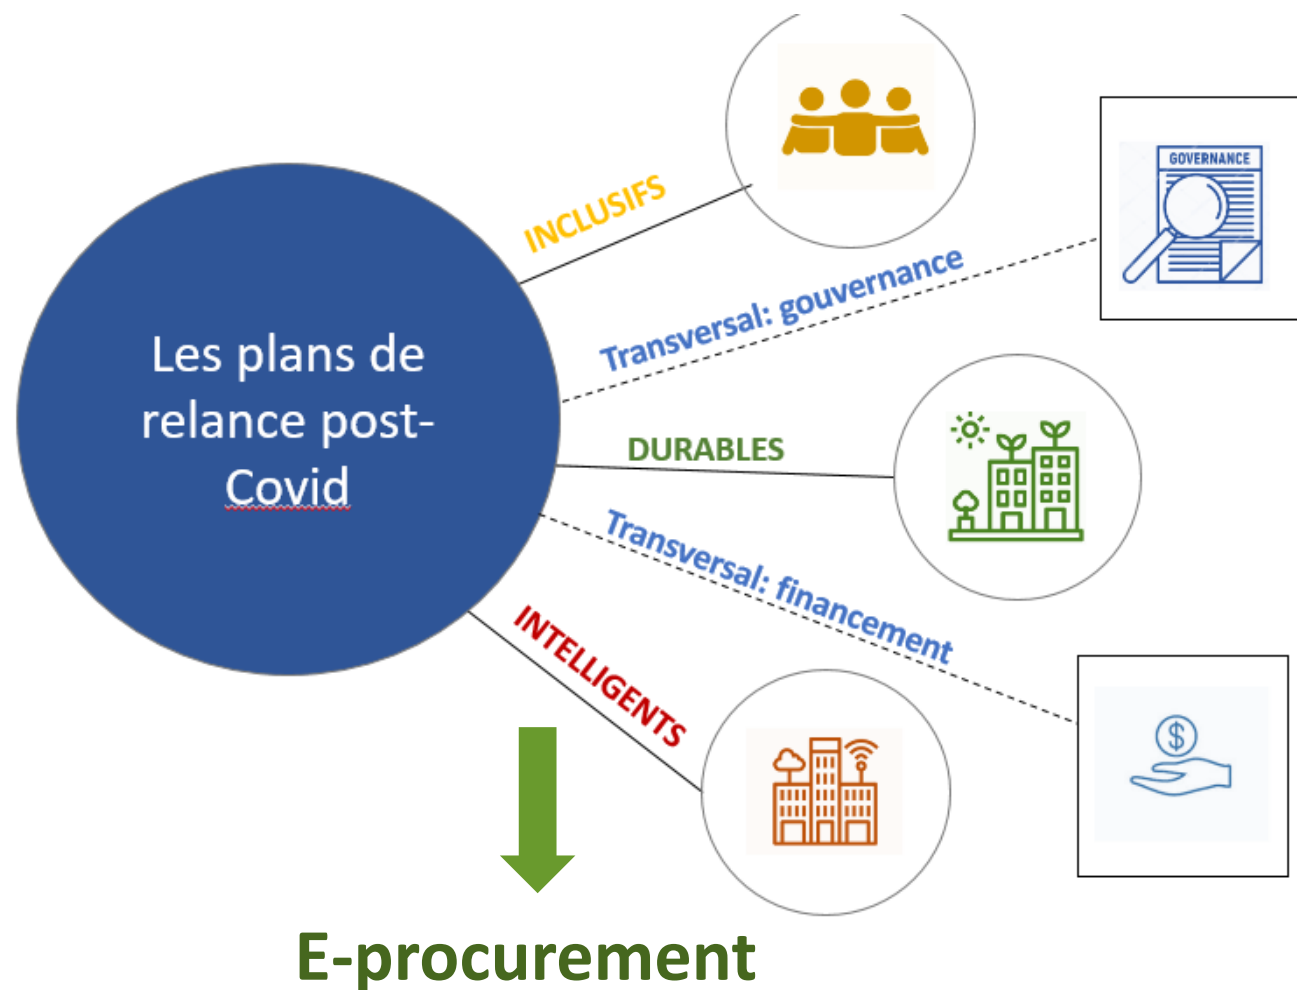 INCLUSIFS
GOVERNANCE
Transversal: gouvernance
Les plans de
relance post-
Covid
DURABLES
Transversal: financement
INTELLIGENTS
$
E-procurement